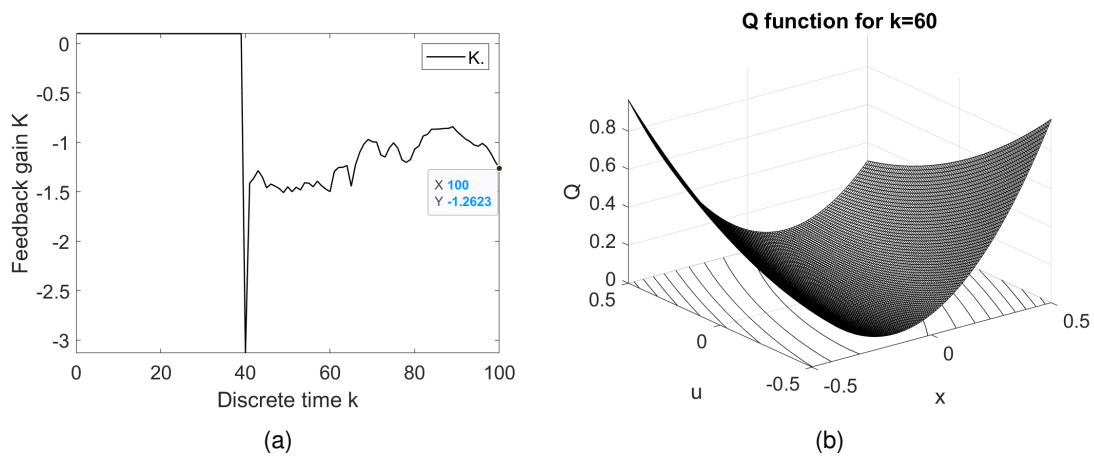 0
-0.5
-1
-1.5
-2
-2.5
-3
Feedback gain K
K.
X 100
Y -1.2623
0 20 40 60 80 100
Discrete time k
(a)
Q function for k=60
0.8
0.6
0.4
0.2
0
Q
0.5
0
-0.5
u
-0.5
0
0.5
x
(b)